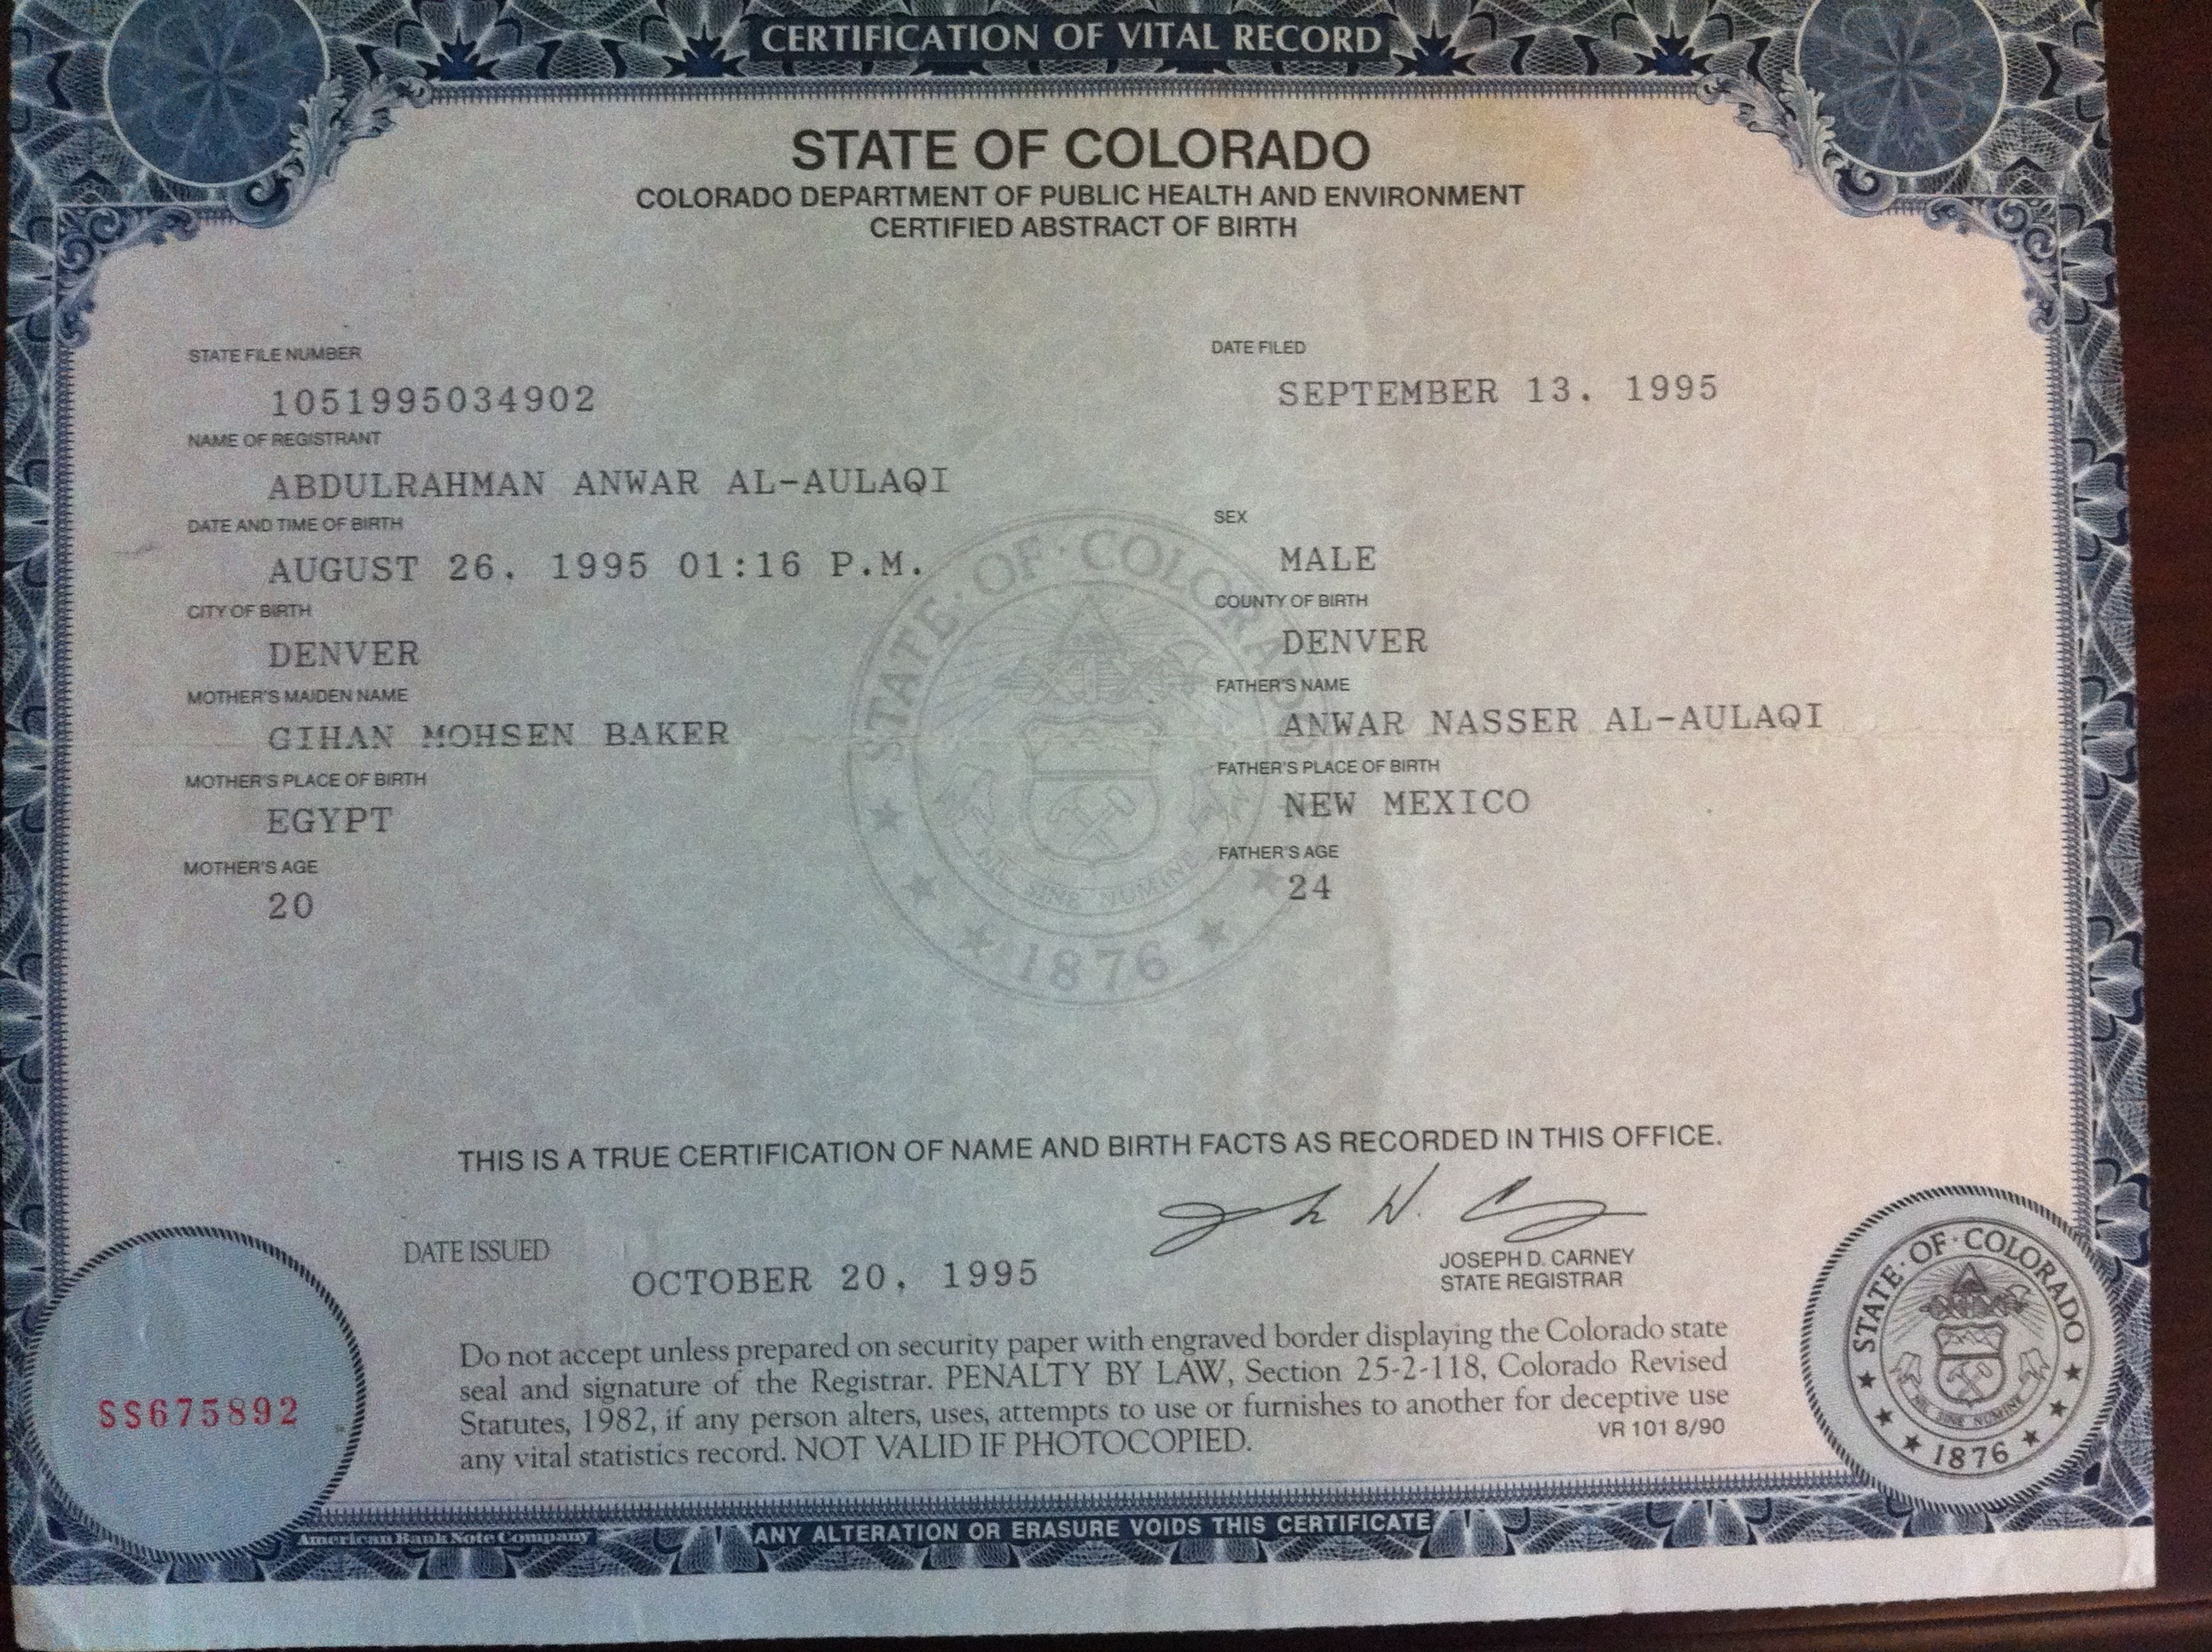 CERTIFICATION OF VITAL RECORD
STATE OF COLORADO
COLORADO DEPARTMENT OF PUBLIC HEALTH AND ENVIRONMENT
CERTIFIED ABSTRACT OF BIRTH
STATE FILE NUMBER DATE FILED
1051995034902 SEPTEMBER 13. 1995
NAME OF REGISTRANT
ABDULRAHMAN ANWAR AL-AULAQI
DATE AND TIME OF BIRTH SEX
AUGUST 26. 1995 01:16 P.M. MALE
CITY OF BIRTH COUNTY OF BIRTH
DENVER DENVER
MOTHER'S MAIDEN NAME FATHER'S NAME
GIHAN MOHSEN BAKER ANWAR NASSER AL-AULAQI
MOTHER'S PLACE OF BIRTH FATHER'S PLACE OF BIRTH
EGYPT NEW MEXICO
MOTHER'S AGE FATHER'S AGE
20 24
STATE·OF·COLORADO
NIL SINE NUMINE
1876
THIS IS A TRUE CERTIFICATION OF NAME AND BIRTH FACTS AS RECORDED IN THIS OFFICE.
DATE ISSUED
OCTOBER 20, 1995
JOSEPH D. CARNEY
STATE REGISTRAR
Do not accept unless prepared on security paper with engraved border displaying the Colorado state
seal and signature of the Registrar. PENALTY BY LAW, Section 25-2-118, Colorado Revised
Statutes, 1982, if any person alters, uses, attempts to use or furnishes to another for deceptive use
any vital statistics record. NOT VALID IF PHOTOCOPIED.
VR 101 8/90
SS675892
STATE·OF·COLORADO
NIL SINE NUMINE
1876
American Bank Note Company
ANY ALTERATION OR ERASURE VOIDS THIS CERTIFICATE